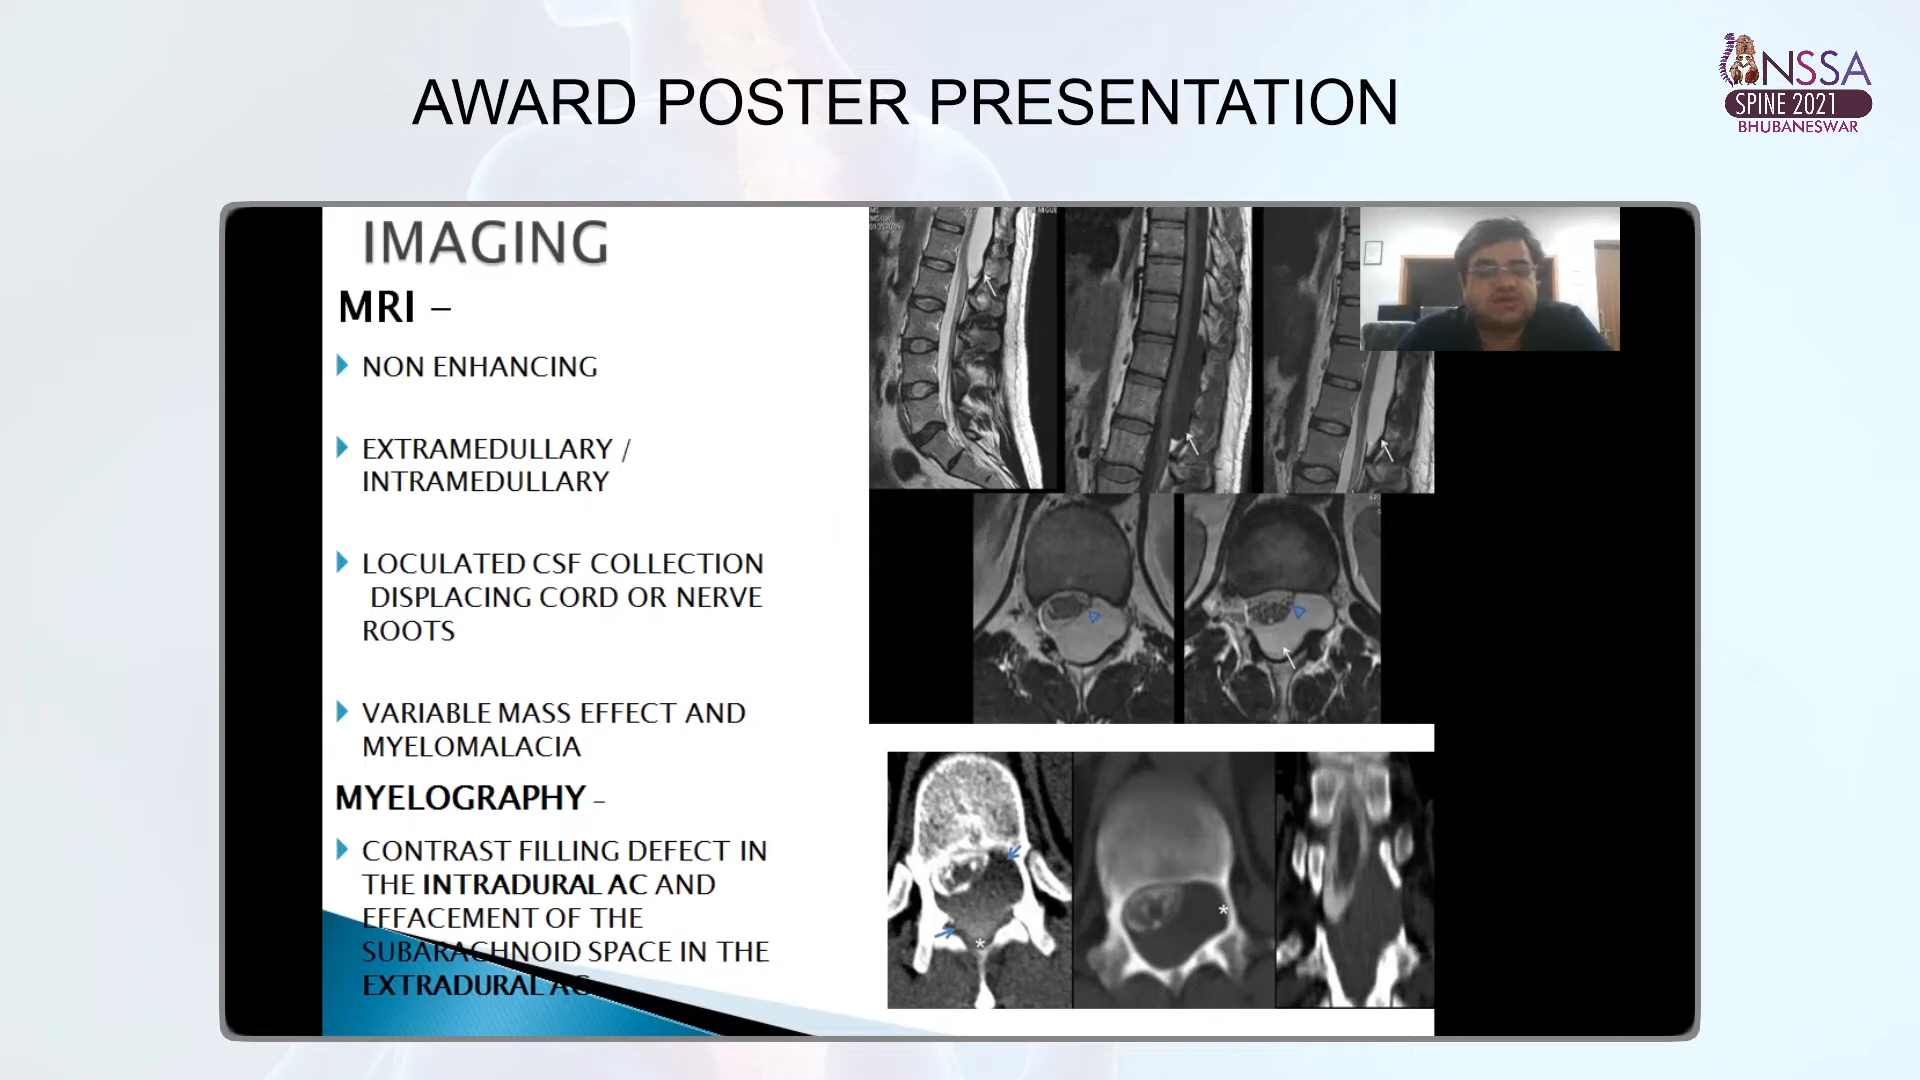 AWARD POSTER PRESENTATION
NSSA
SPINE 2021
BHUBANESWAR
IMAGING
MRI –
NON ENHANCING
EXTRAMEDULLARY /
INTRAMEDULLARY
LOCULATED CSF COLLECTION
DISPLACING CORD OR NERVE
ROOTS
VARIABLE MASS EFFECT AND
MYELOMALACIA
MYELOGRAPHY –
CONTRAST FILLING DEFECT IN
THE INTRADURAL AC AND
EFFACEMENT OF THE
SUBARACHNOID SPACE IN THE
EXTRADURAL AC
*
*